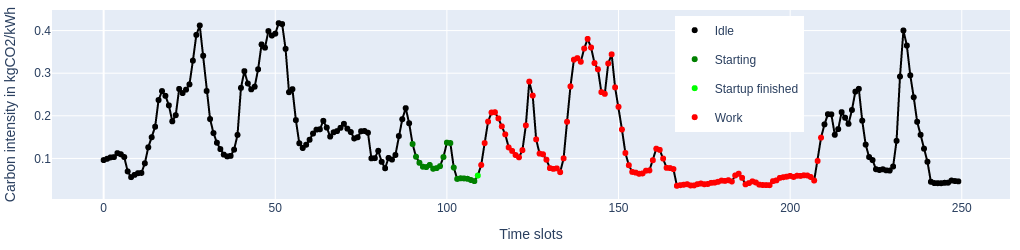 Carbon intensity in kgCO2/kWh
0.4
0.3
0.2
0.1
0
50
100
150
200
250
Time slots
Idle
Starting
Startup finished
Work